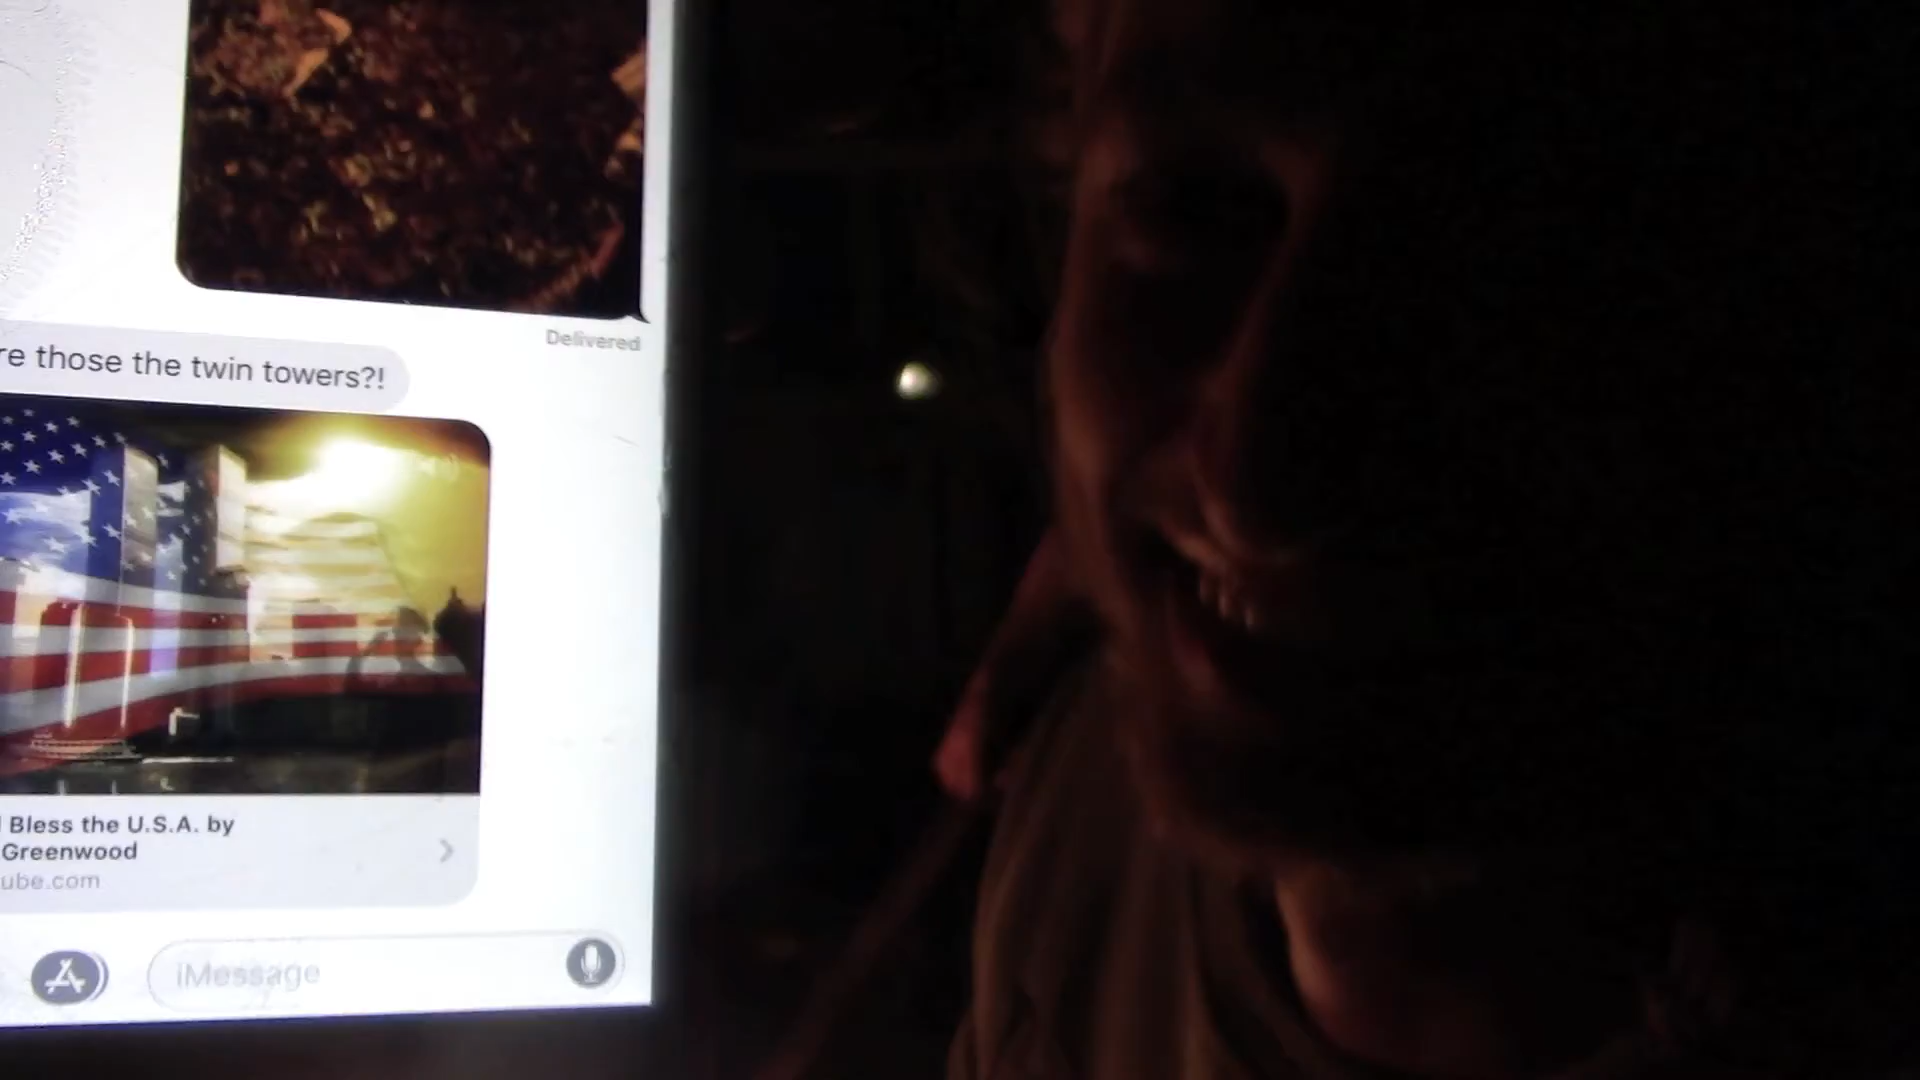 Delivered
re those the twin towers?!
Bless the U.S.A. by
Greenwood
ube.com
iMessage